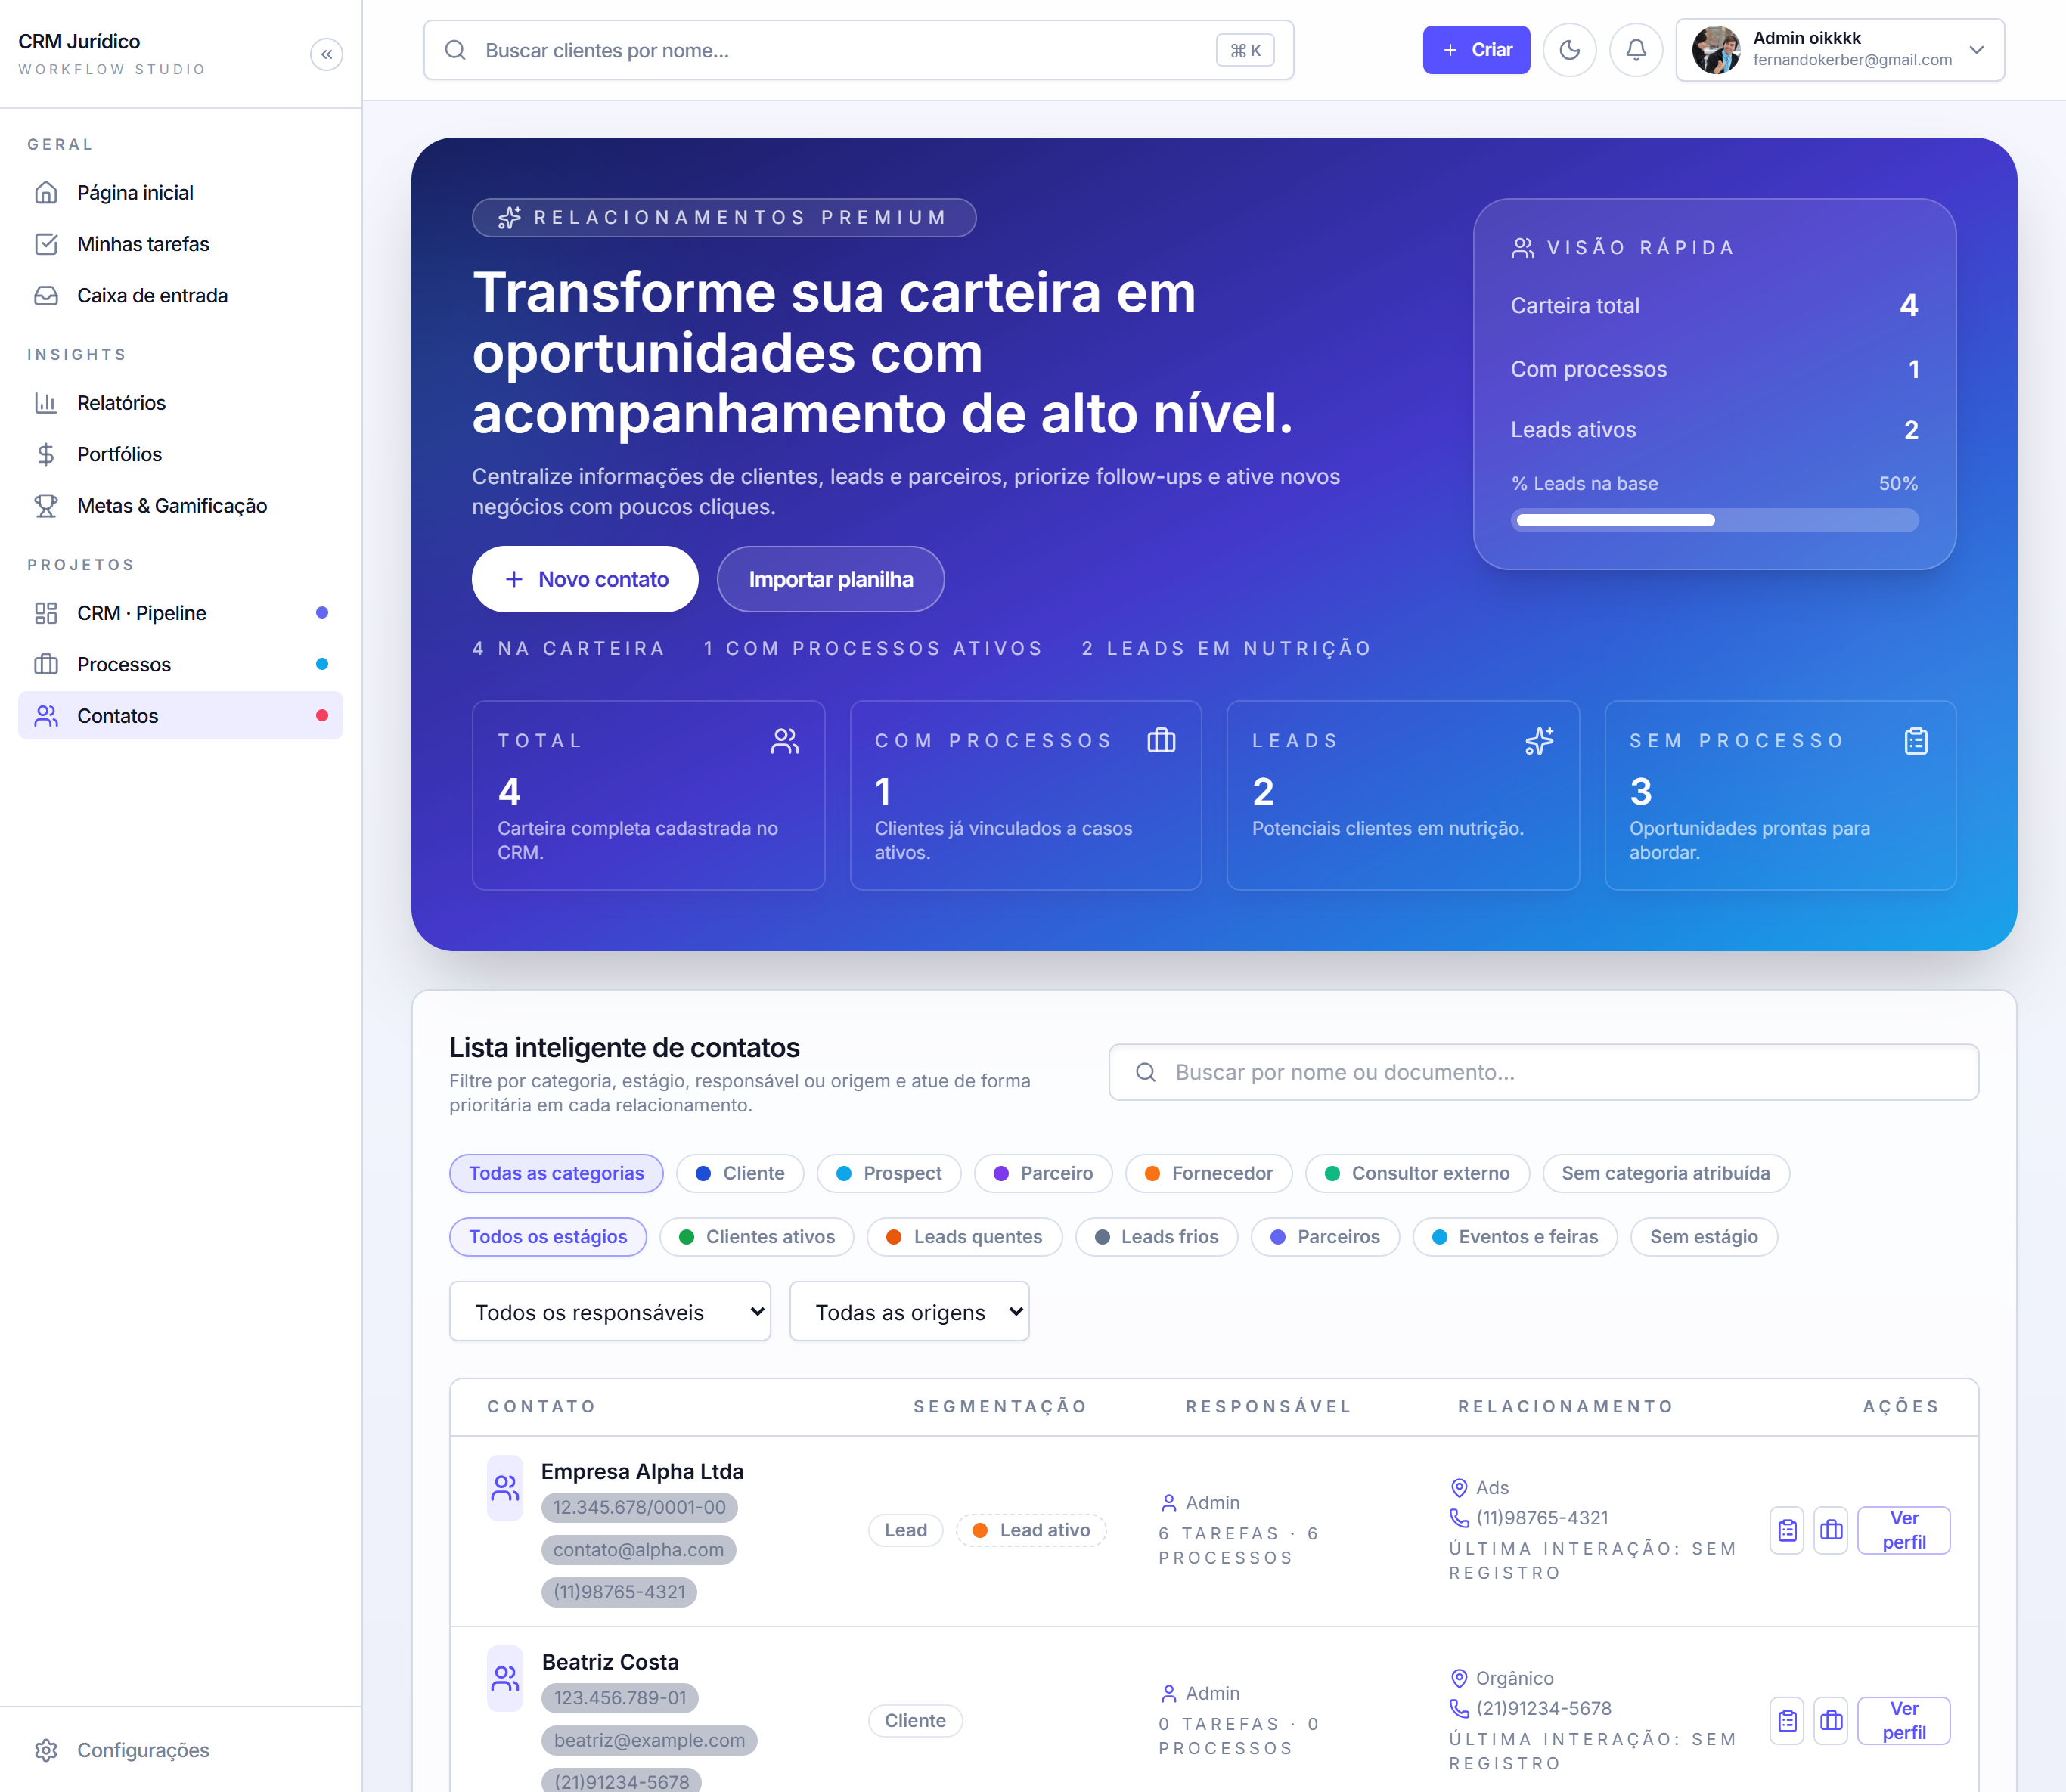 CRM Jurídico
WORKFLOW STUDIO
GERAL
Página inicial
Minhas tarefas
Caixa de entrada
INSIGHTS
Relatórios
Portfólios
Metas & Gamificação
PROJETOS
CRM · Pipeline
Processos
Contatos
Configurações
Buscar clientes por nome...
⌘ K
+ Criar
Admin oikkkk
fernandokerber@gmail.com
RELACIONAMENTOS PREMIUM
Transforme sua carteira em
oportunidades com
acompanhamento de alto nível.
Centralize informações de clientes, leads e parceiros, priorize follow-ups e ative novos
negócios com poucos cliques.
+ Novo contato
Importar planilha
4 NA CARTEIRA 1 COM PROCESSOS ATIVOS 2 LEADS EM NUTRIÇÃO
VISÃO RÁPIDA
Carteira total 4
Com processos 1
Leads ativos 2
% Leads na base 50%
TOTAL
4
Carteira completa cadastrada no
CRM.
COM PROCESSOS
1
Clientes já vinculados a casos
ativos.
LEADS
2
Potenciais clientes em nutrição.
SEM PROCESSO
3
Oportunidades prontas para
abordar.
Lista inteligente de contatos
Filtre por categoria, estágio, responsável ou origem e atue de forma
prioritária em cada relacionamento.
Buscar por nome ou documento...
Todas as categorias Cliente Prospect Parceiro Fornecedor Consultor externo Sem categoria atribuída
Todos os estágios Clientes ativos Leads quentes Leads frios Parceiros Eventos e feiras Sem estágio
Todos os responsáveis Todas as origens
CONTATO SEGMENTAÇÃO RESPONSÁVEL RELACIONAMENTO AÇÕES
Empresa Alpha Ltda
12.345.678/0001-00
contato@alpha.com
(11)98765-4321
Lead Lead ativo
Admin
6 TAREFAS · 6
PROCESSOS
Ads
(11)98765-4321
ÚLTIMA INTERAÇÃO: SEM
REGISTRO
Ver
perfil
Beatriz Costa
123.456.789-01
beatriz@example.com
(21)91234-5678
Cliente
Admin
0 TAREFAS · 0
PROCESSOS
Orgânico
(21)91234-5678
ÚLTIMA INTERAÇÃO: SEM
REGISTRO
Ver
perfil